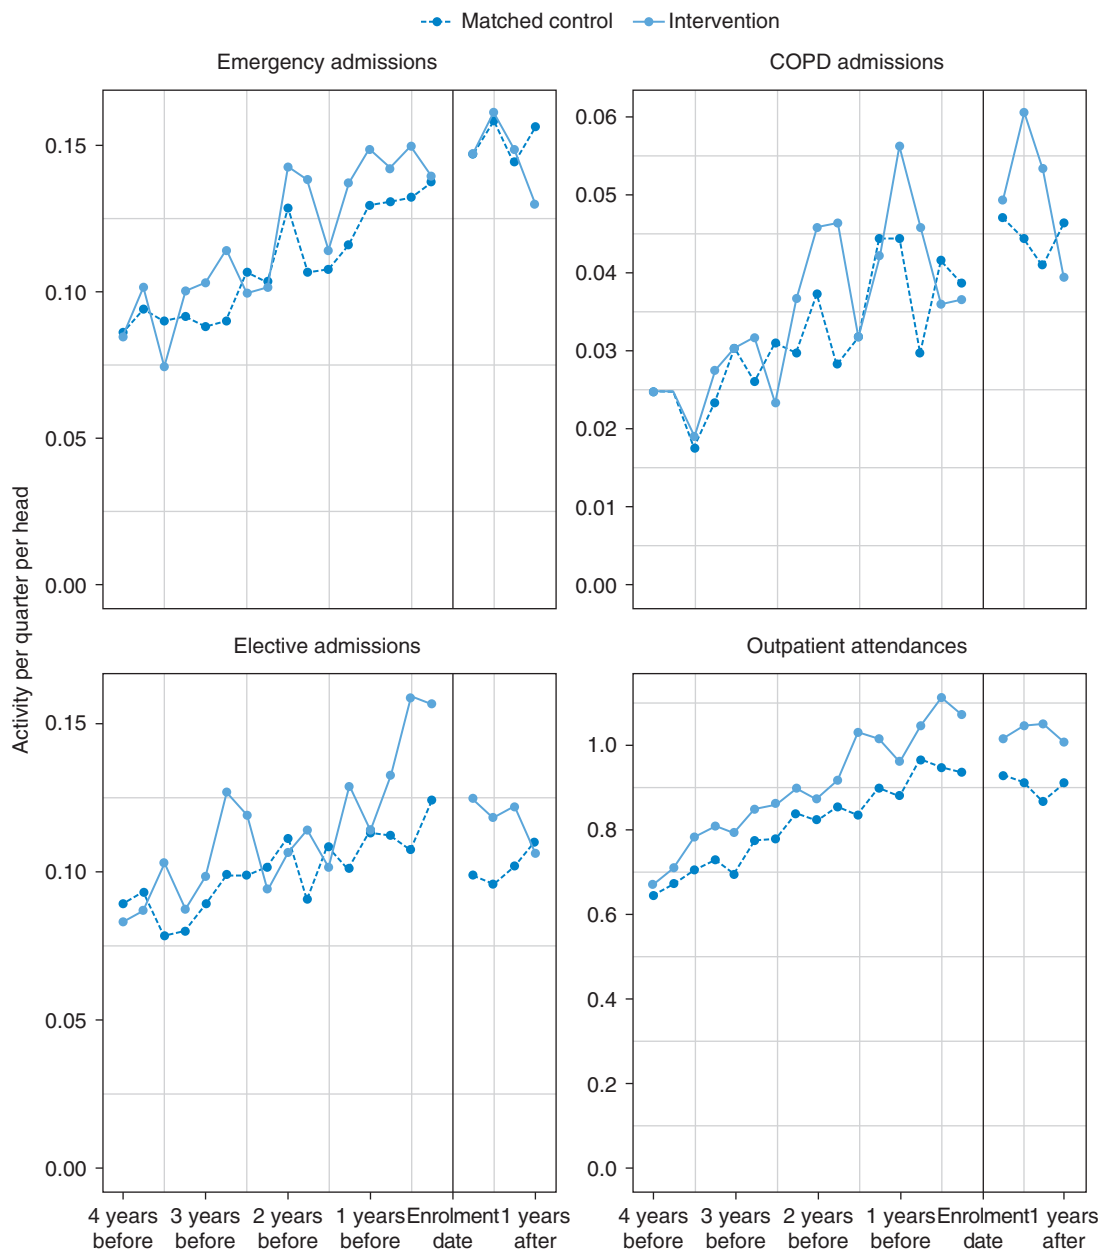 Matched control Intervention
Emergency admissions
COPD admissions
0.15
0.10
0.05
0.00
0.06
0.05
0.04
0.03
0.02
0.01
0.00
Activity per quarter per head
Elective admissions
Outpatient attendances
0.15
0.10
0.05
0.00
1.0
0.8
0.6
0.4
0.2
0.0
4 years before
3 years before
2 years before
1 years before
Enrolment date
1 years after
4 years before
3 years before
2 years before
1 years before
Enrolment date
1 years after